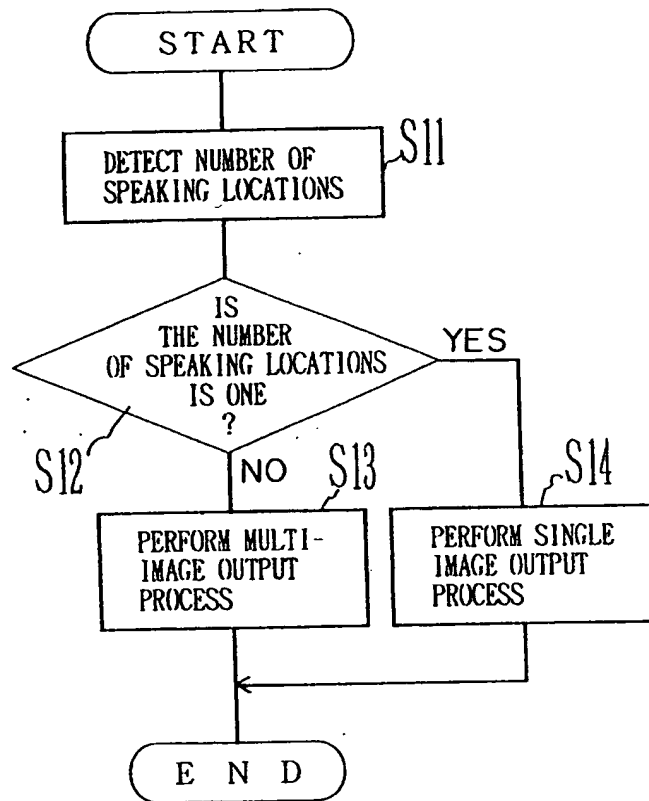 START
DETECT NUMBER OF
SPEAKING LOCATIONS
S11
IS
THE NUMBER
OF SPEAKING LOCATIONS
IS ONE
?
YES
S12
NO
S13
S14
PERFORM MULTI-
IMAGE OUTPUT
PROCESS
PERFORM SINGLE
IMAGE OUTPUT
PROCESS
END